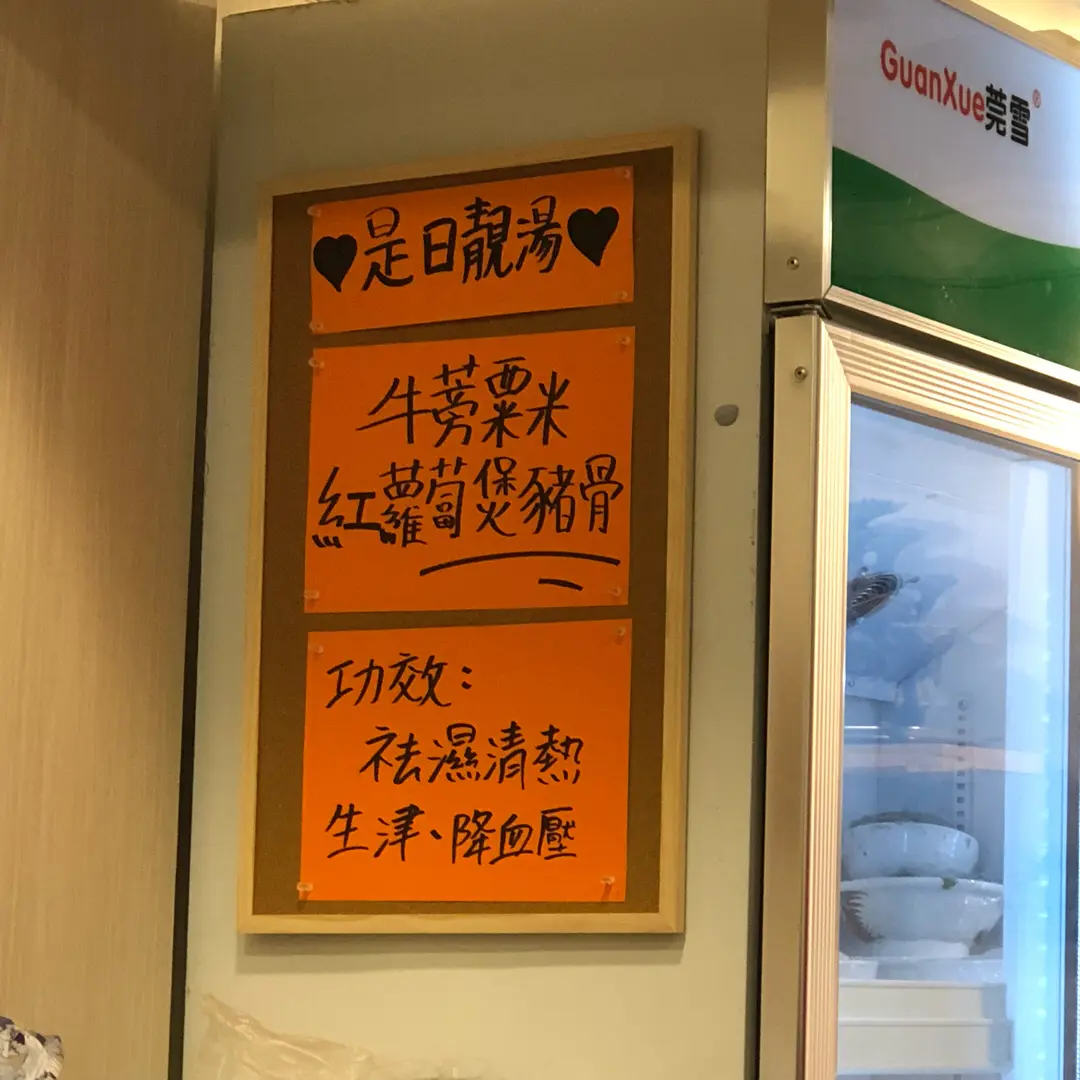 ♥是日靚湯♥
牛蒡粟米
紅蘿蔔煲豬骨
功效：
祛濕清熱
生津、降血壓
GuanXue莞雪®